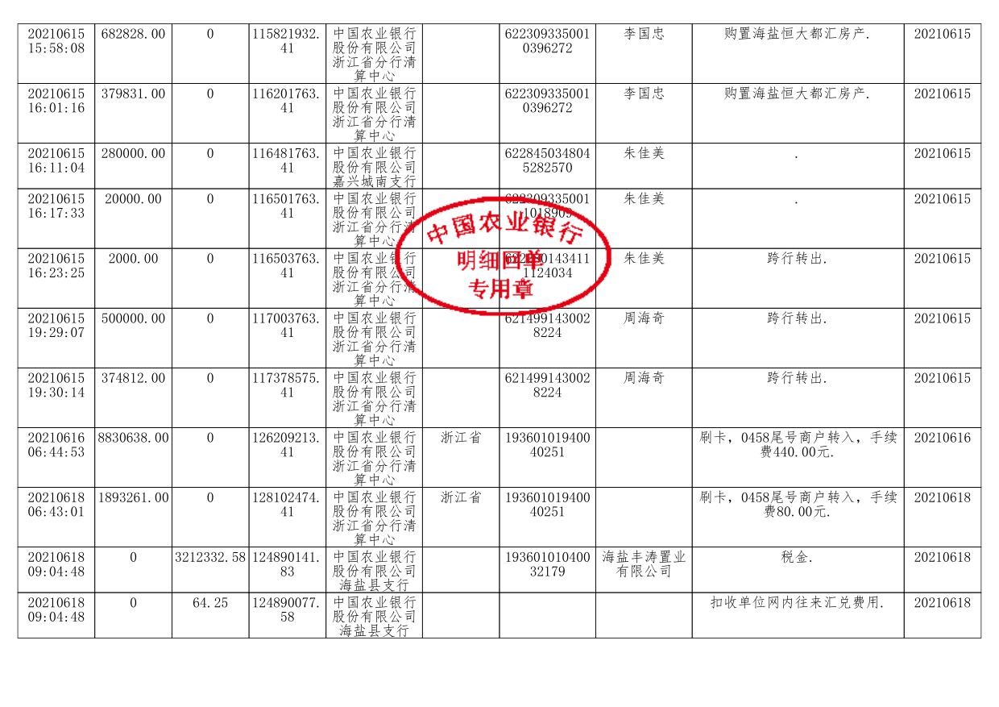 20210615 682828.00 0 115821932. 中国农业银行 622309335001 李国忠 购置海盐恒大都汇房产. 20210615
15:58:08 41 股份有限公司 0396272
浙江省分行清
算中心
20210615 379831.00 0 116201763. 中国农业银行 622309335001 李国忠 购置海盐恒大都汇房产. 20210615
16:01:16 41 股份有限公司 0396272
浙江省分行清
算中心
20210615 280000.00 0 116481763. 中国农业银行 622845034804 朱佳美 . 20210615
16:11:04 41 股份有限公司 5282570
嘉兴城南支行
20210615 20000.00 0 116501763. 中国农业银行 622309335001 朱佳美 . 20210615
16:17:33 41 股份有限公司 1018909
浙江省分行清
算中心
中国农业银行
明细回单
专用章
20210615 2000.00 0 116503763. 中国农业银行 朱佳美 跨行转出. 20210615
16:23:25 41 股份有限公司 1124034
浙江省分行清
算中心
20210615 500000.00 0 117003763. 中国农业银行 621499143002 周海奇 跨行转出. 20210615
19:29:07 41 股份有限公司 8224
浙江省分行清
算中心
20210615 374812.00 0 117378575. 中国农业银行 621499143002 周海奇 跨行转出. 20210615
19:30:14 41 股份有限公司 8224
浙江省分行清
算中心
20210616 8830638.00 0 126209213. 中国农业银行 浙江省 193601019400 刷卡，0458尾号商户转入，手续 20210616
06:44:53 41 股份有限公司 40251 费440.00元.
浙江省分行清
算中心
20210618 1893261.00 0 128102474. 中国农业银行 浙江省 193601019400 刷卡，0458尾号商户转入，手续 20210618
06:43:01 41 股份有限公司 40251 费80.00元.
浙江省分行清
算中心
20210618 0 3212332.58 124890141. 中国农业银行 193601010400 海盐丰涛置业 税金. 20210618
09:04:48 83 股份有限公司 32179 有限公司
海盐县支行
20210618 0 64.25 124890077. 中国农业银行 扣收单位网内往来汇兑费用. 20210618
09:04:48 58 股份有限公司
海盐县支行